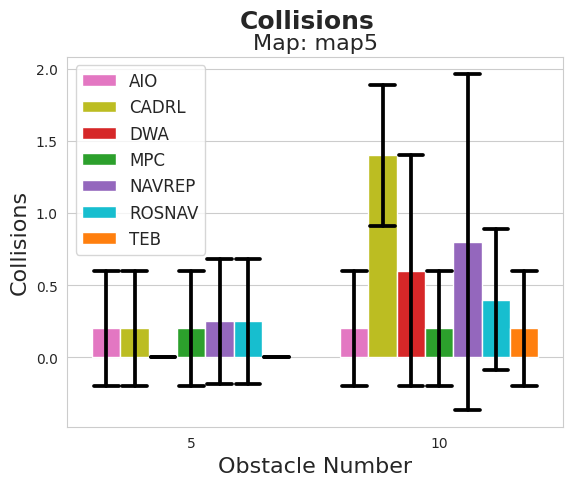 Collisions
Map: map5
AIO
CADRL
DWA
MPC
NAVREP
ROSNAV
TEB
2.0
1.5
1.0
0.5
0.0
Collisions
5 10
Obstacle Number